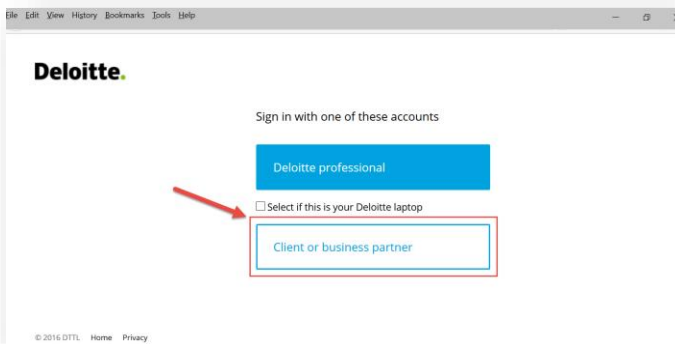 File Edit View History Bookmarks Tools Help
Deloitte.
Sign in with one of these accounts
Deloitte professional
Select if this is your Deloitte laptop
Client or business partner
© 2016 DTTL Home Privacy